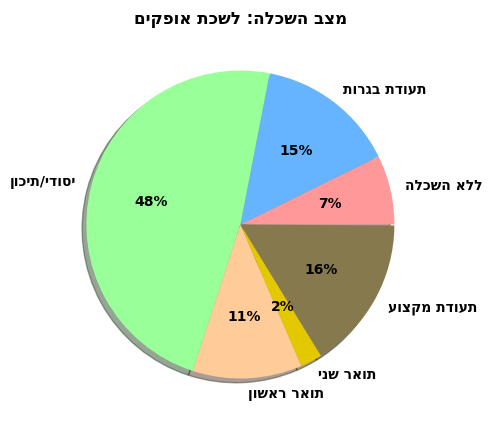 מצב השכלה: לשכת אופקים
תעודת בגרות
15%
ללא השכלה
7%
יסודי/תיכון
48%
16%
תעודת מקצוע
2%
11%
תואר שני
תואר ראשון